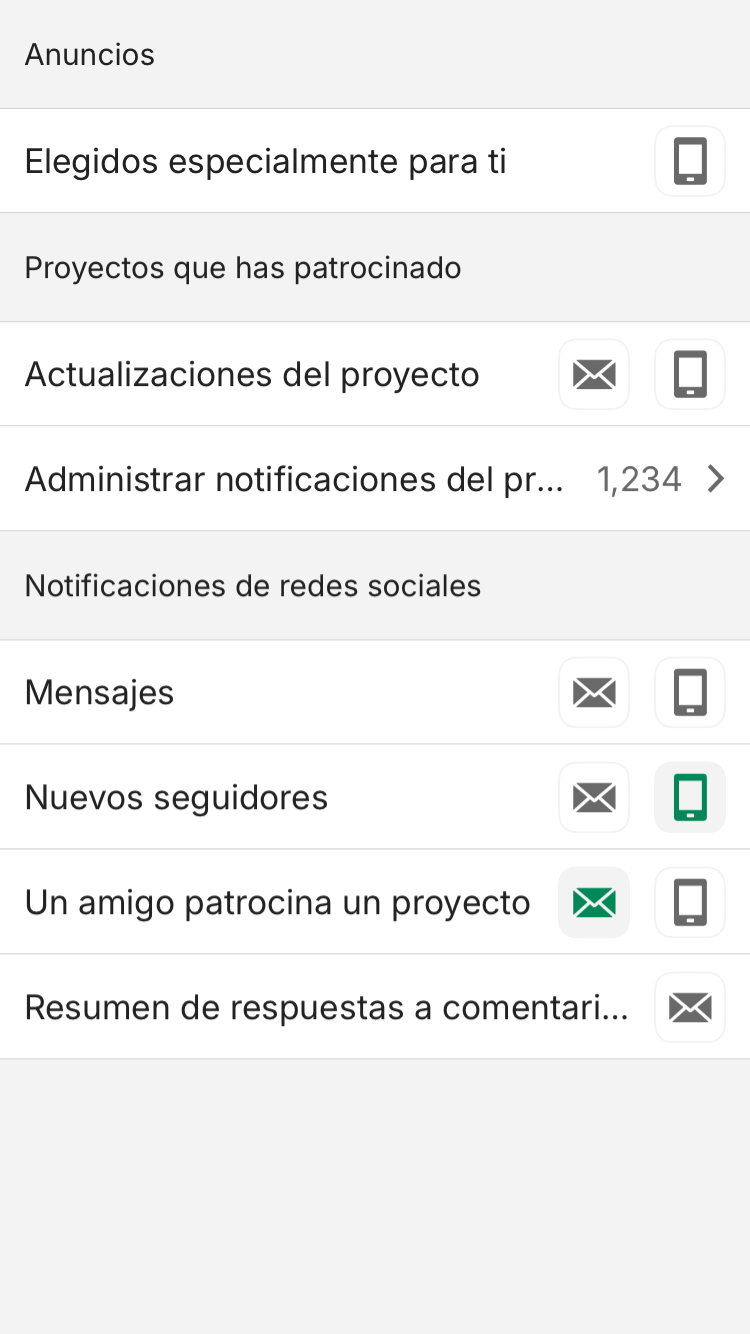 Anuncios
Elegidos especialmente para ti
Proyectos que has patrocinado
Actualizaciones del proyecto
Administrar notificaciones del pr... 1,234
Notificaciones de redes sociales
Mensajes
Nuevos seguidores
Un amigo patrocina un proyecto
Resumen de respuestas a comentari...